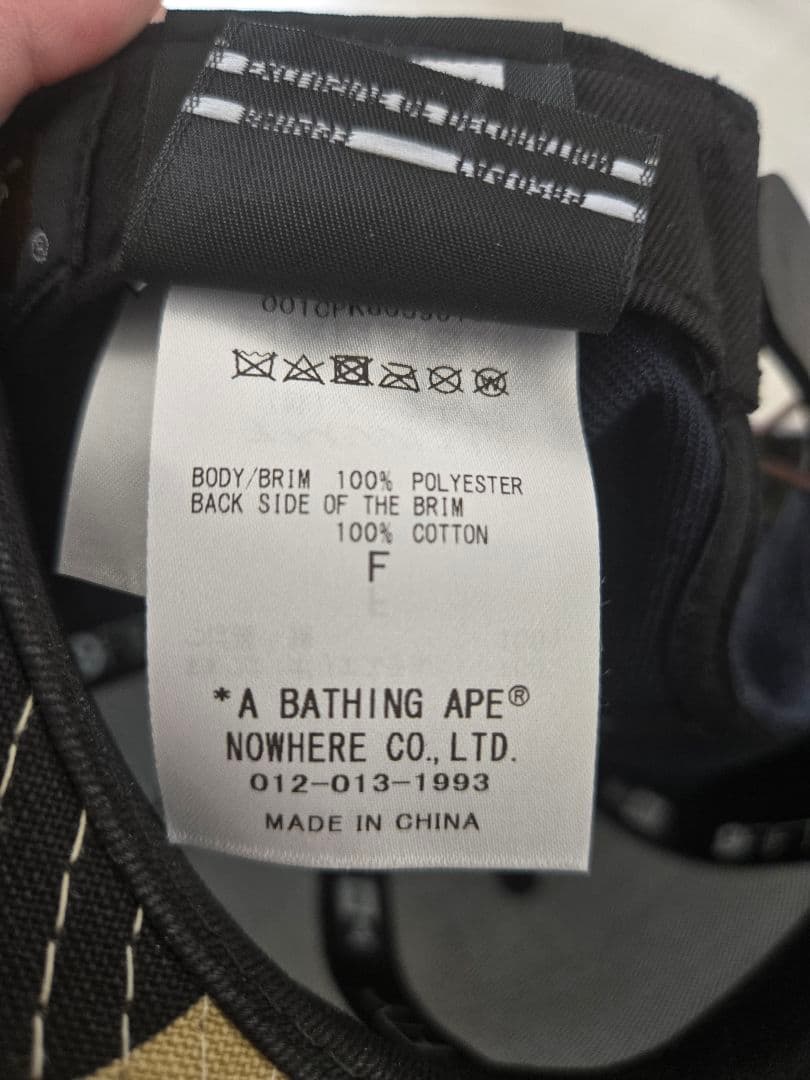 BODY/BRIM 100% POLYESTER
BACK SIDE OF THE BRIM
100% COTTON
F
*A BATHING APE®
NOWHERE CO., LTD.
012-013-1993
MADE IN CHINA